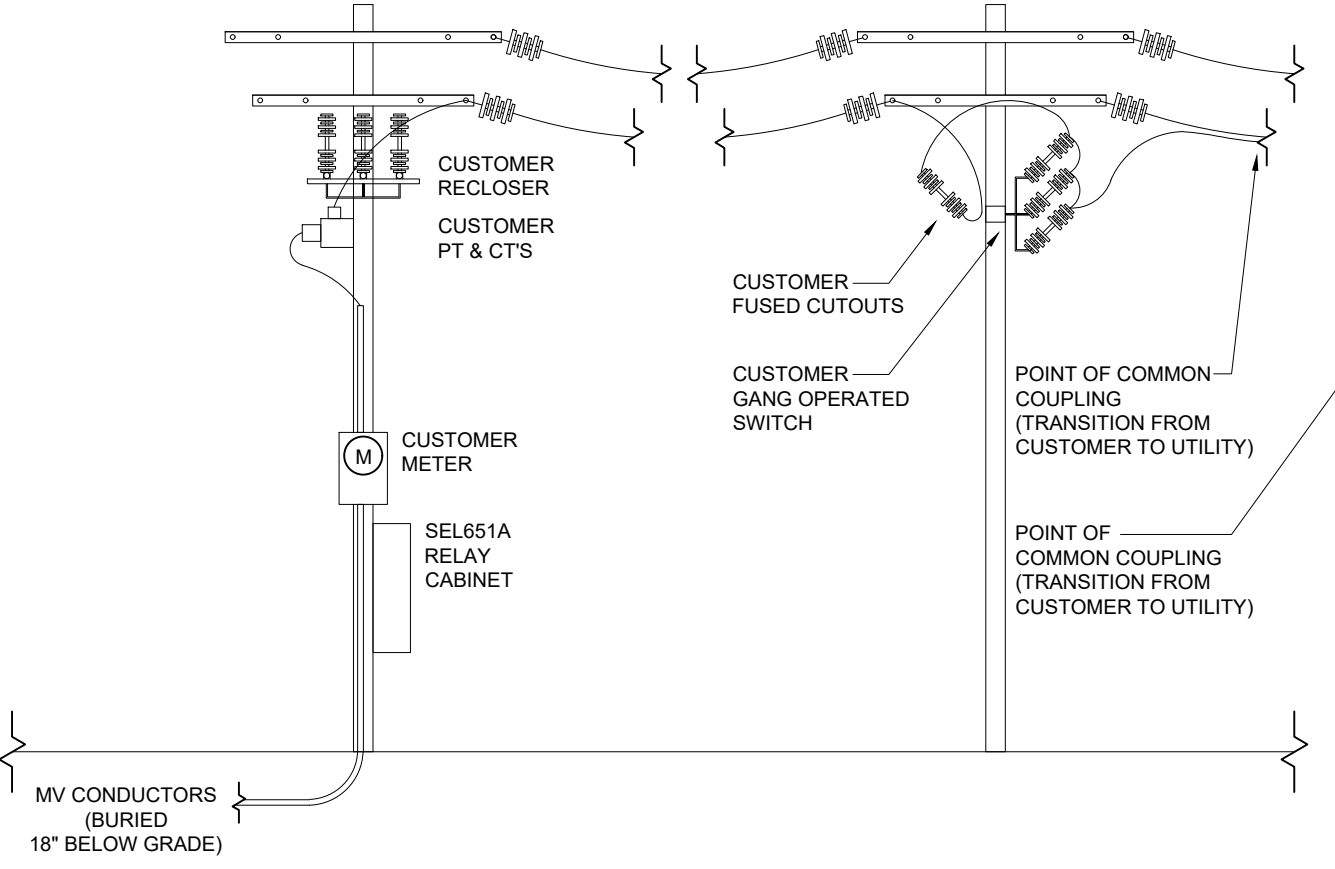 CUSTOMER
RECLOSER
CUSTOMER
PT & CT'S
CUSTOMER
FUSED CUTOUTS
CUSTOMER
GANG OPERATED
SWITCH
POINT OF COMMON
COUPLING
(TRANSITION FROM
CUSTOMER TO UTILITY)
M
CUSTOMER
METER
SEL651A
RELAY
CABINET
POINT OF
COMMON COUPLING
(TRANSITION FROM
CUSTOMER TO UTILITY)
MV CONDUCTORS
(BURIED
18" BELOW GRADE)